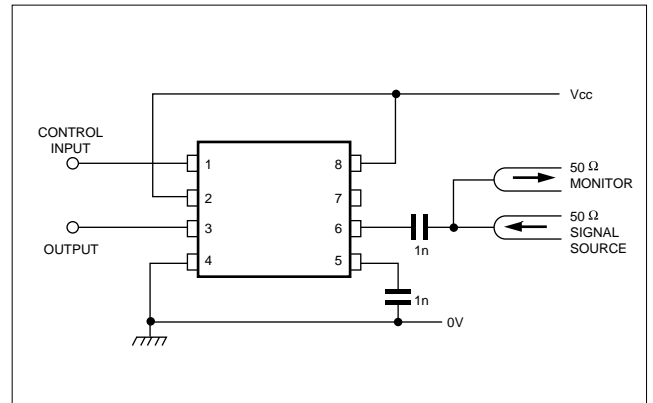 Vcc
CONTROL
INPUT
1
8
50 Ω
MONITOR
2
7
3
6
50 Ω
SIGNAL
SOURCE
OUTPUT
1n
4
5
1n
0V